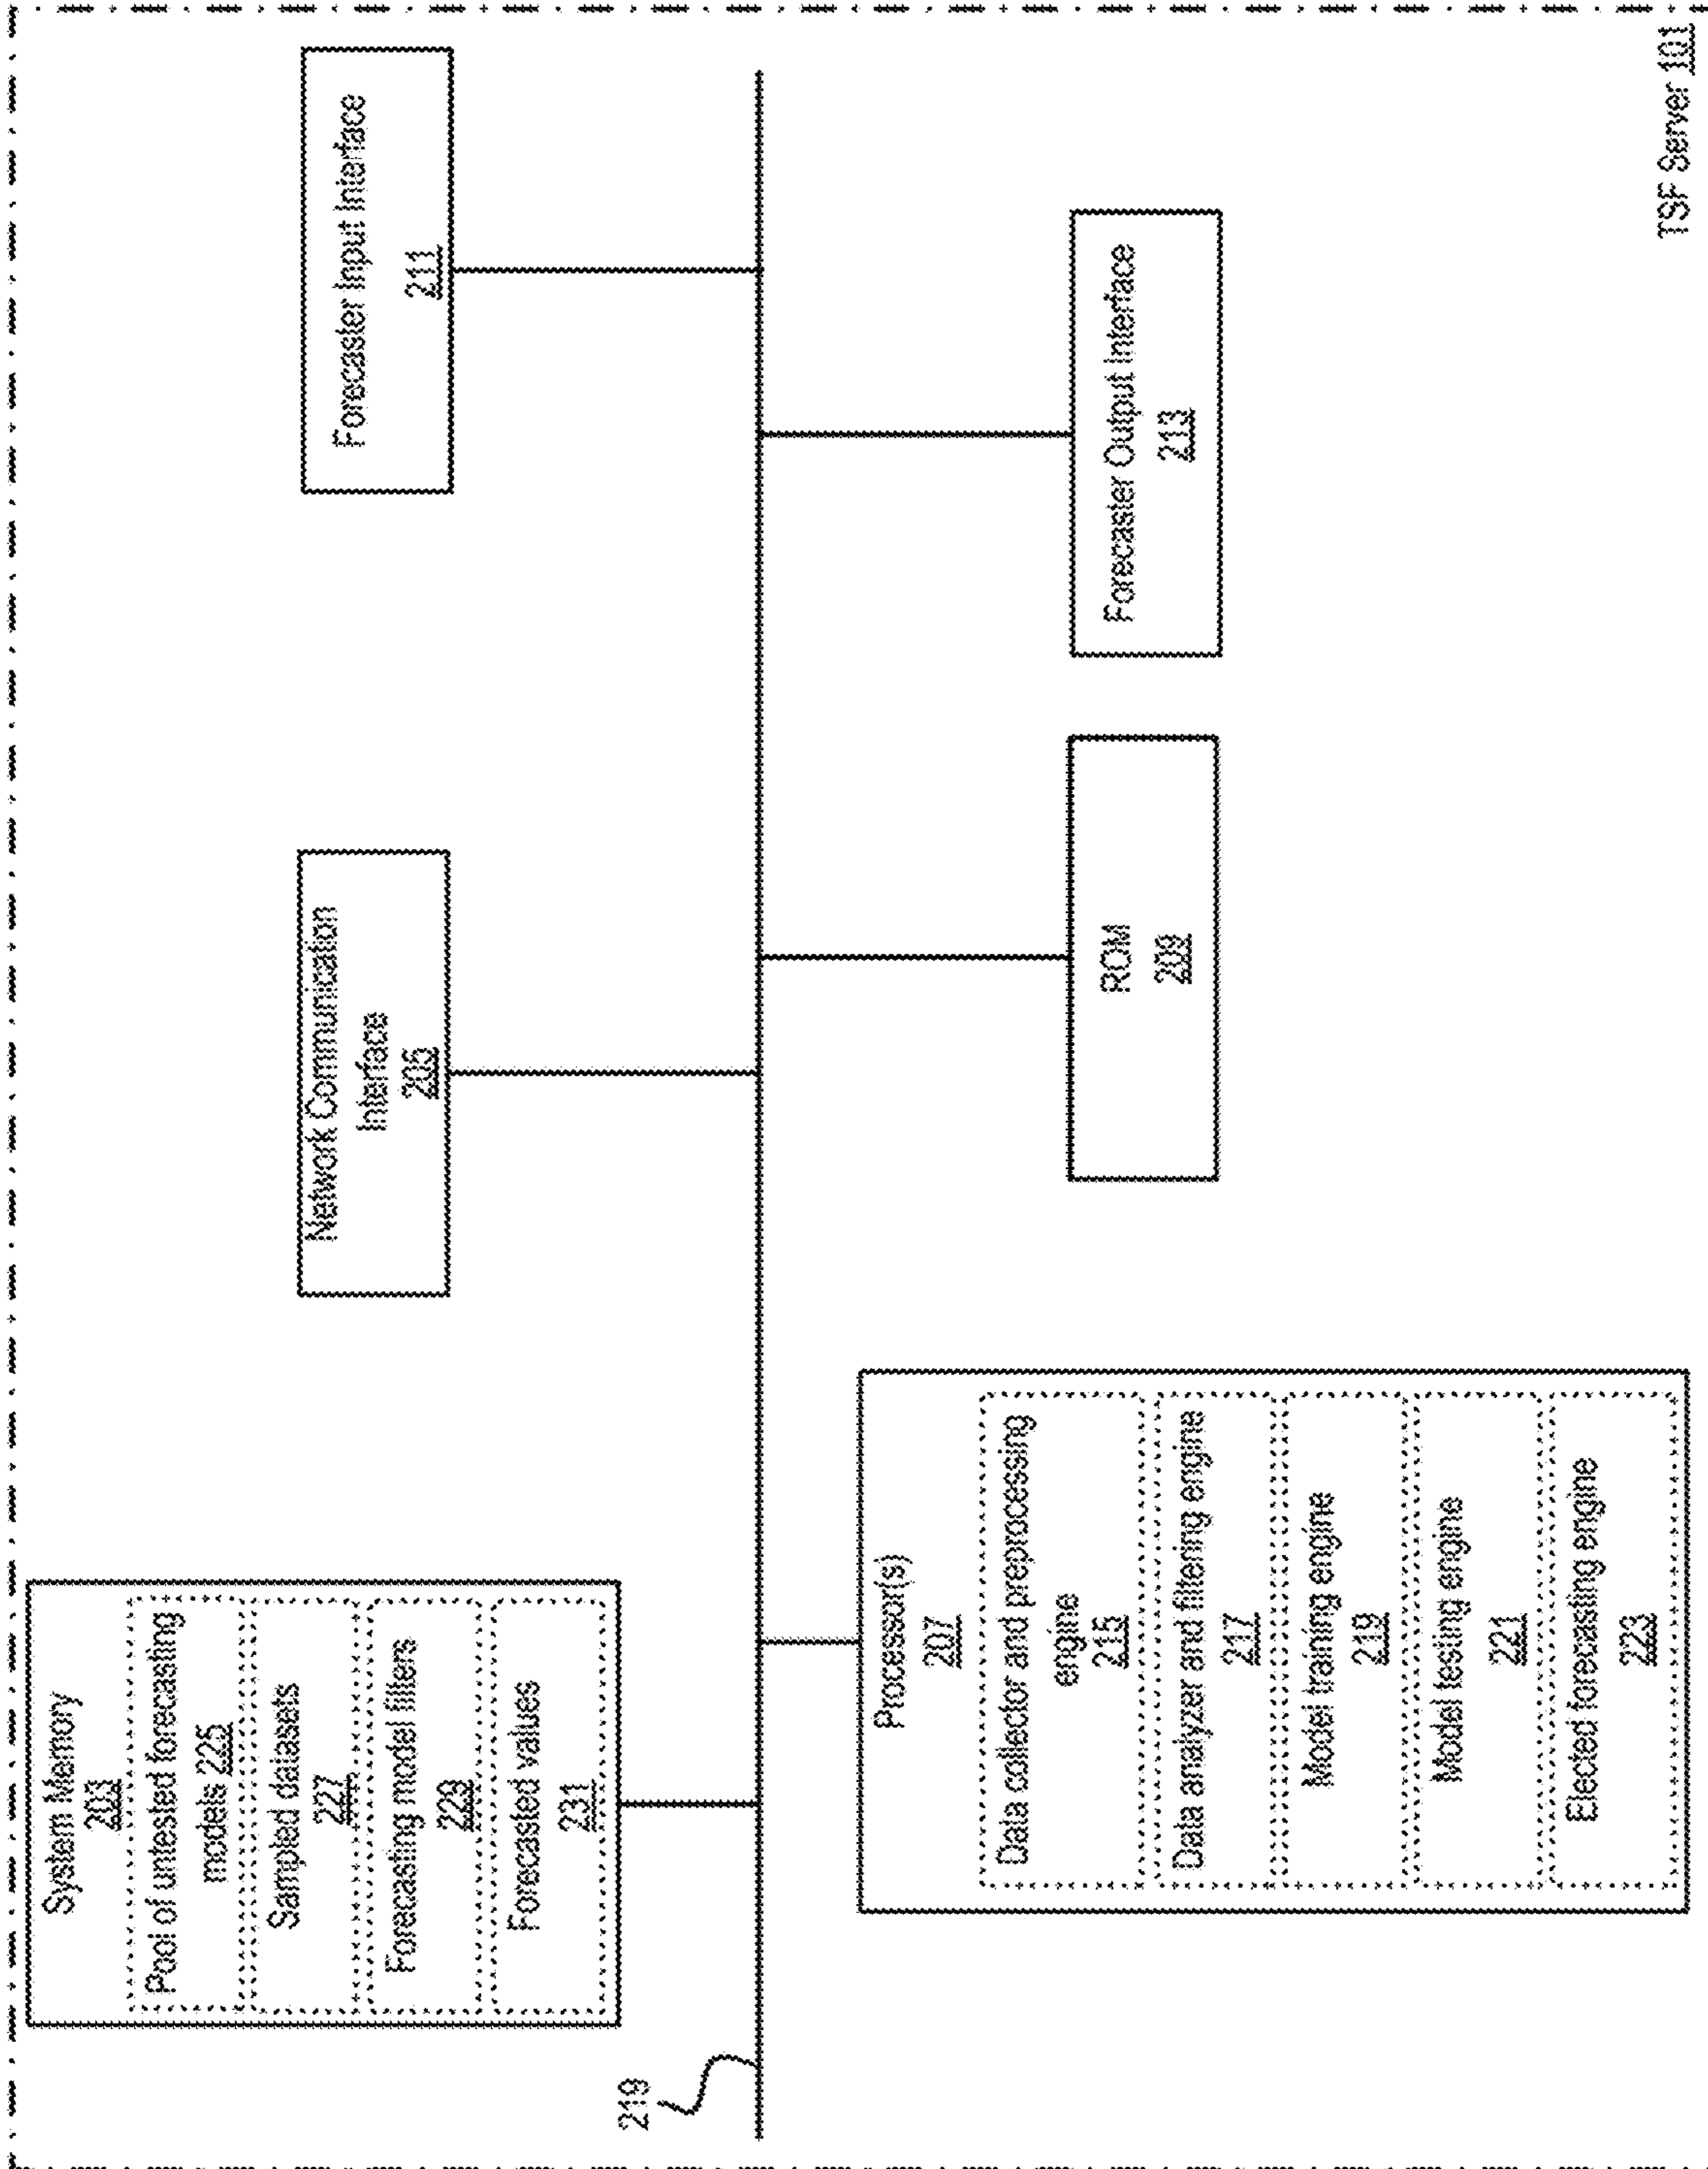 System Memory
203
Pool of untested forecasting
models 225
Sampled datasets
227
Forecasting model filters
229
Forecasted values
231
Network Communication
Interface
205
Forecaster Input Interface
211
219
Processor(s)
207
Data collector and preprocessing
engine
215
Data analyzer and filtering engine
217
Model training engine
219
Model testing engine
221
Elected forecasting engine
223
ROM
209
Forecaster Output Interface
213
TSF Server 101